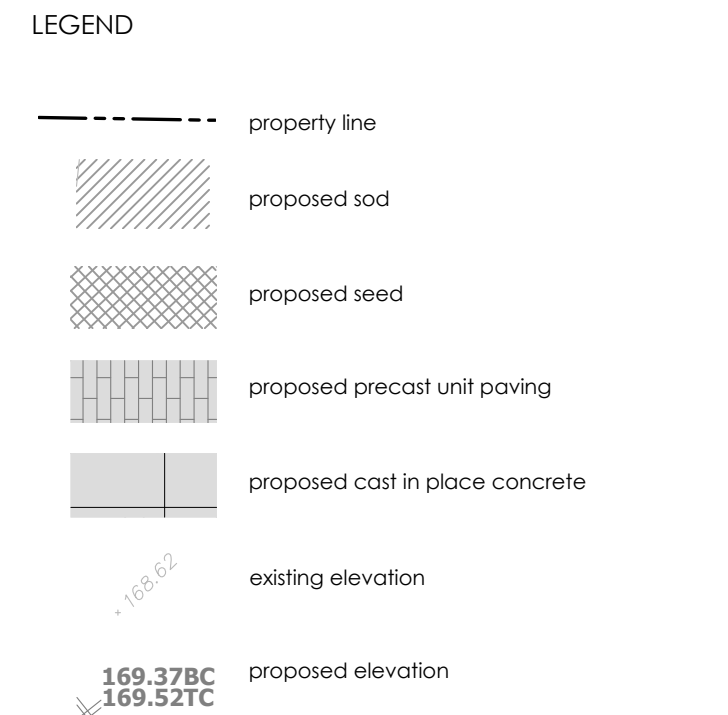 LEGEND
property line
proposed sod
proposed seed
proposed precast unit paving
proposed cast in place concrete
+ 168.62 existing elevation
169.37BC proposed elevation
169.52TC